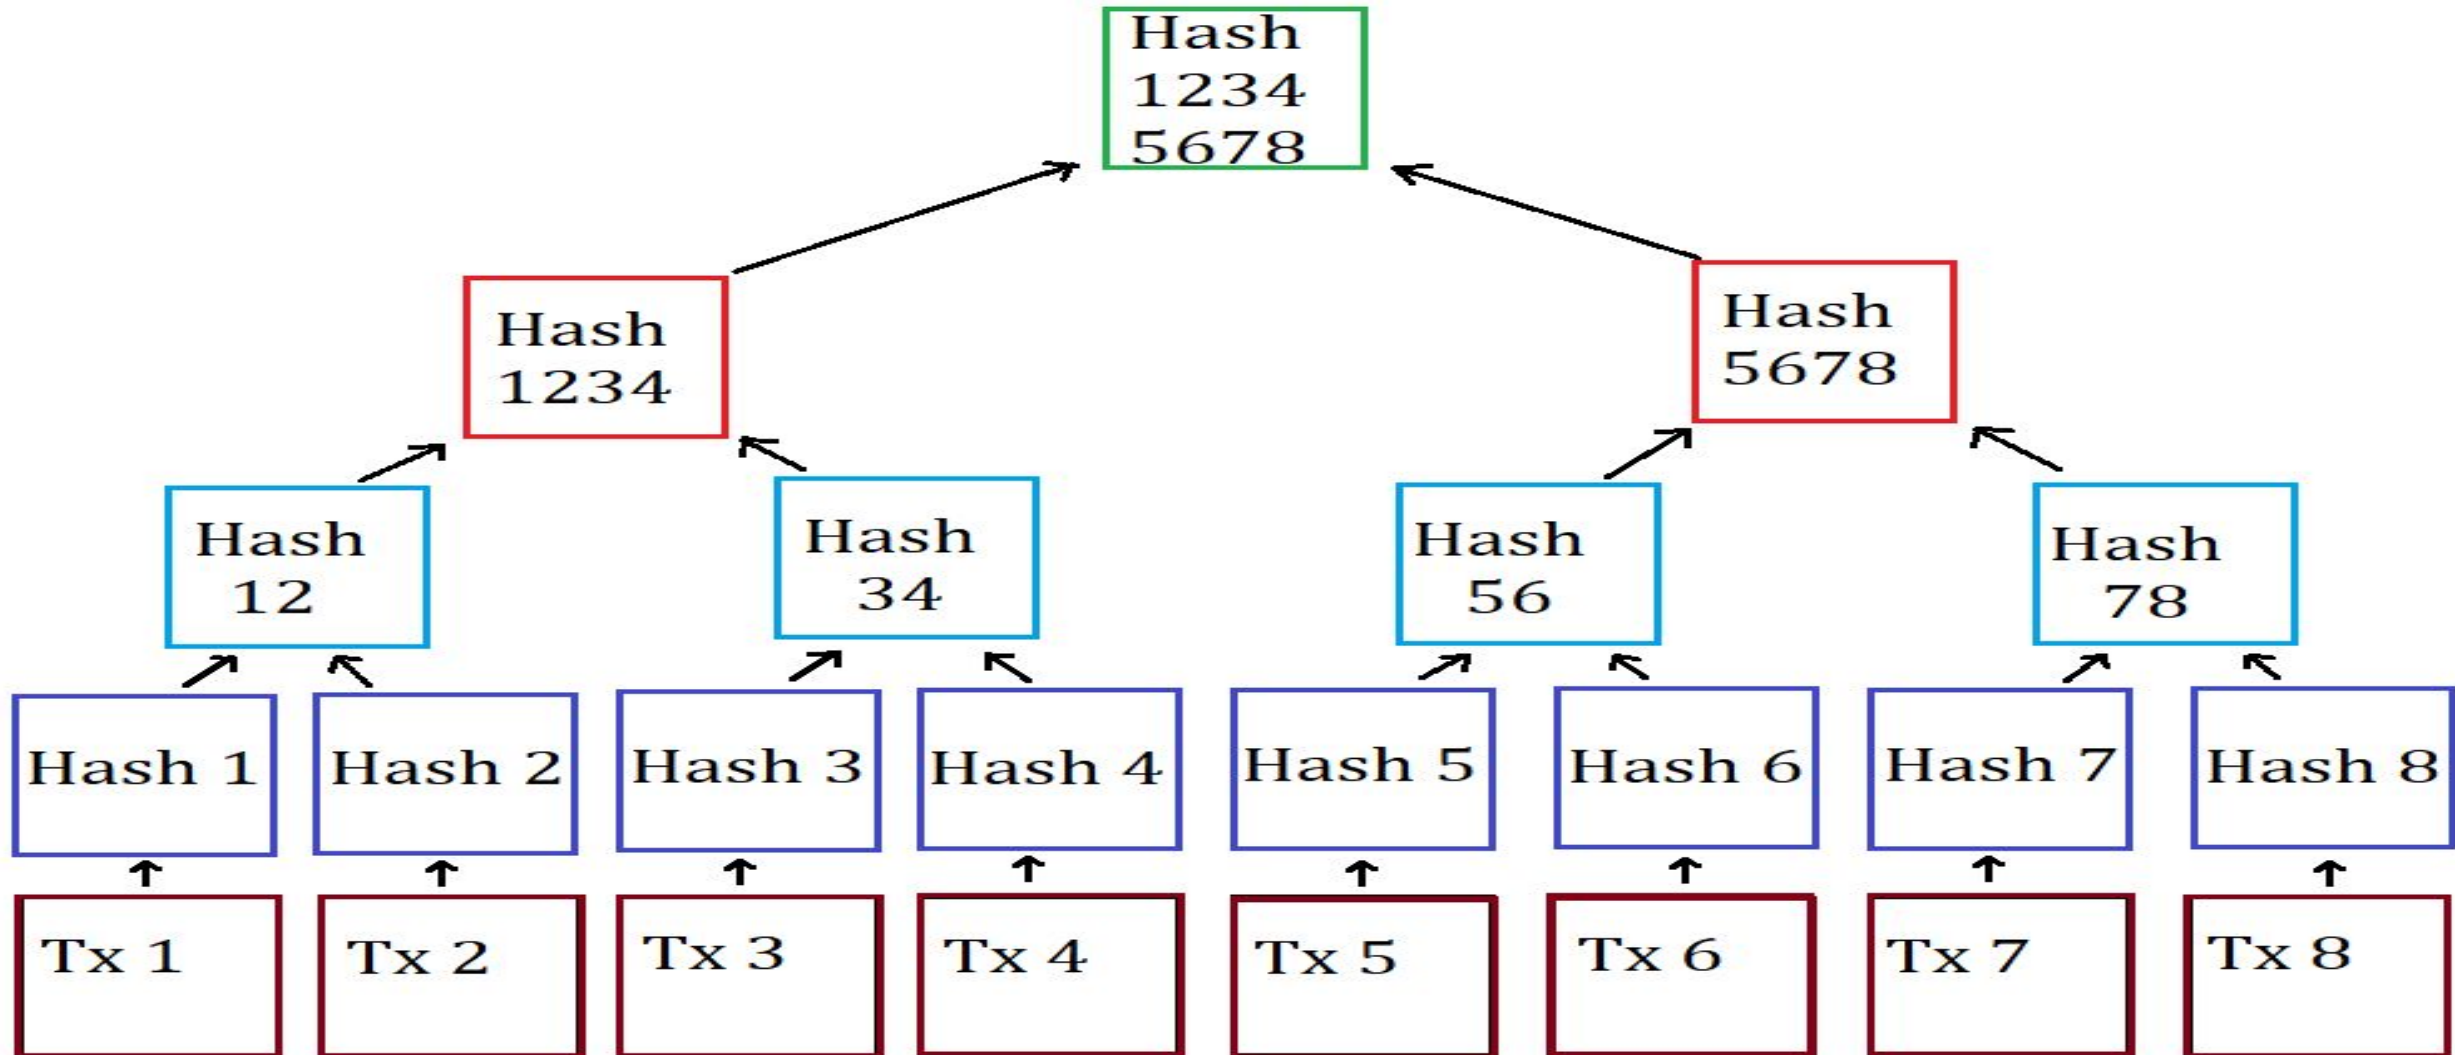 Hash
1234
5678
Hash
1234
Hash
5678
Hash
12
Hash
34
Hash
56
Hash
78
Hash 1
Hash 2
Hash 3
Hash 4
Hash 5
Hash 6
Hash 7
Hash 8
Tx 1
Tx 2
Tx 3
Tx 4
Tx 5
Tx 6
Tx 7
Tx 8